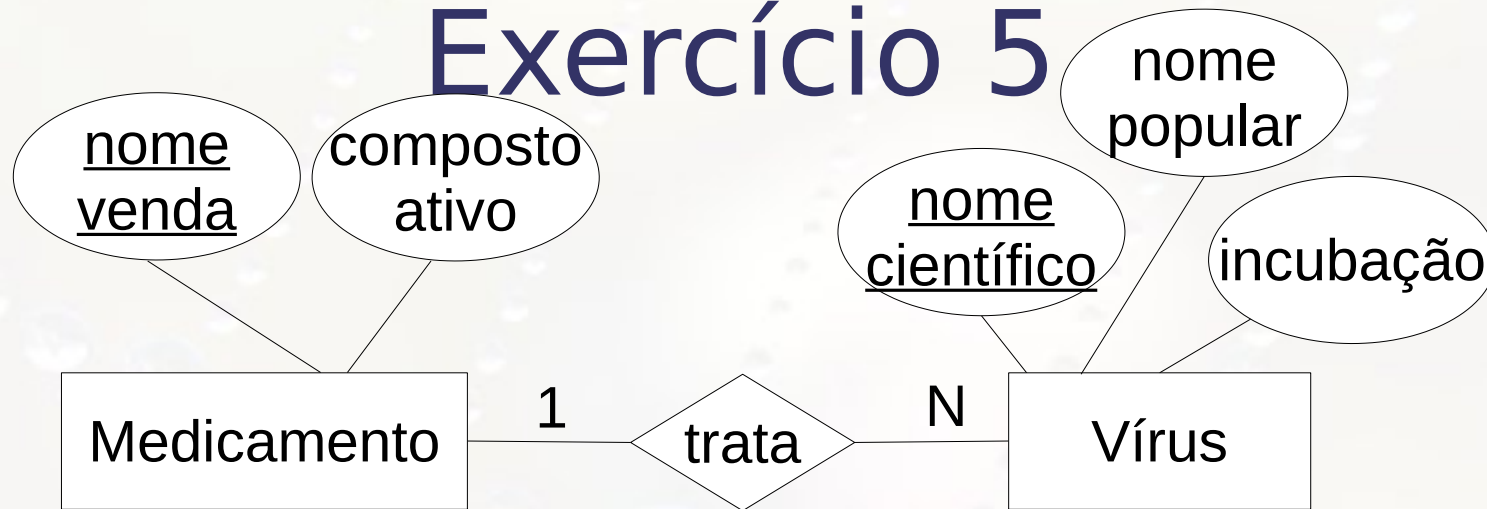 Exercício 5
nome
venda
composto
ativo
nome
científico
nome
popular
incubação
Medicamento
1
trata
N
Vírus